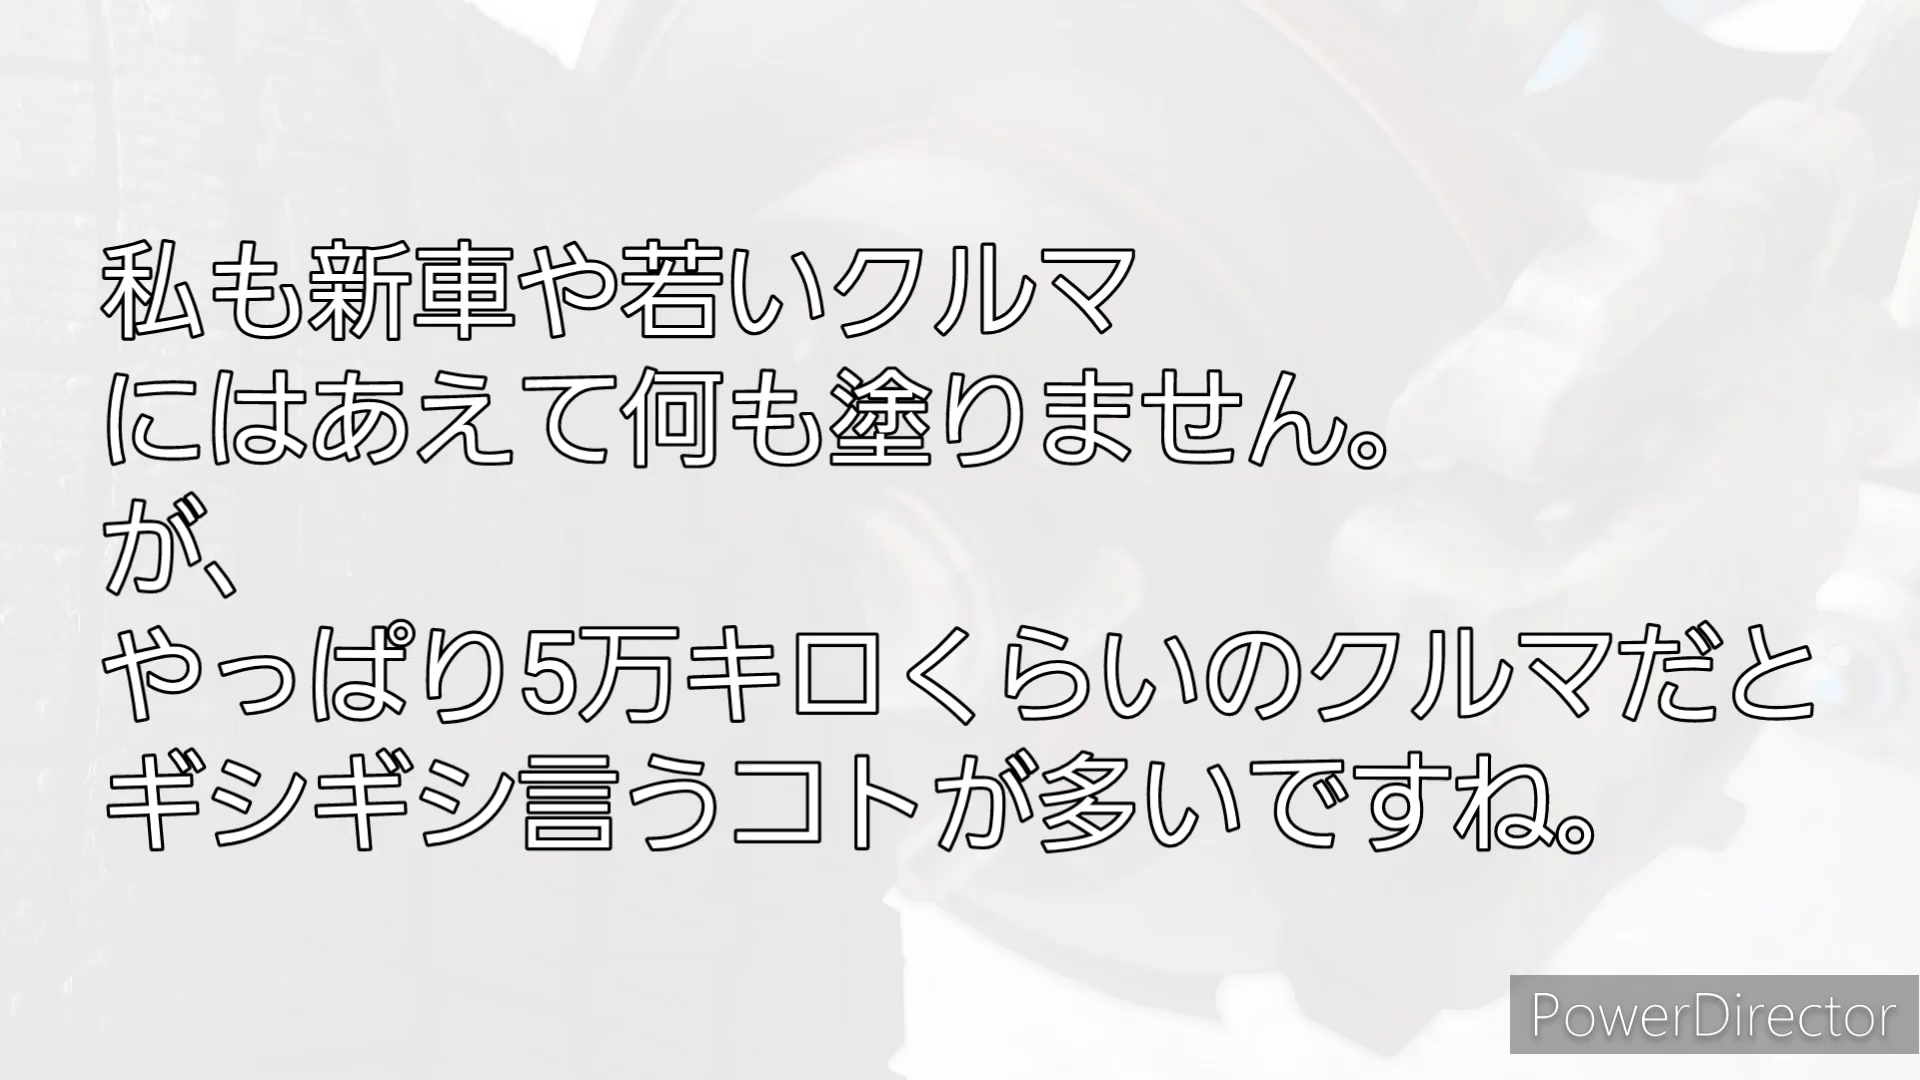 私も新車や若いクルマ
にはあえて何も塗りません。
が、
やっぱり5万キロくらいのクルマだと
ギシギシ言うコトが多いですね。
PowerDirector